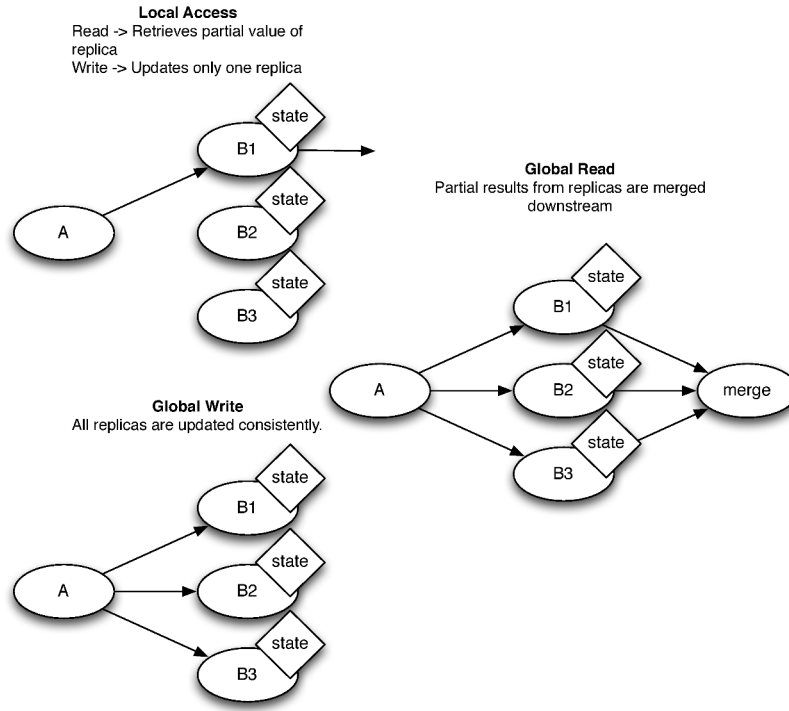 Local Access
Read -> Retrieves partial value of
replica
Write -> Updates only one replica
state
B1
state
A
B2
state
B3
Global Read
Partial results from replicas are merged
downstream
state
B1
state
A
B2
merge
state
B3
Global Write
All replicas are updated consistently.
state
B1
state
A
B2
state
B3